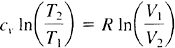 c_v ln(T_2/T_1) = R ln(V_1/V_2)